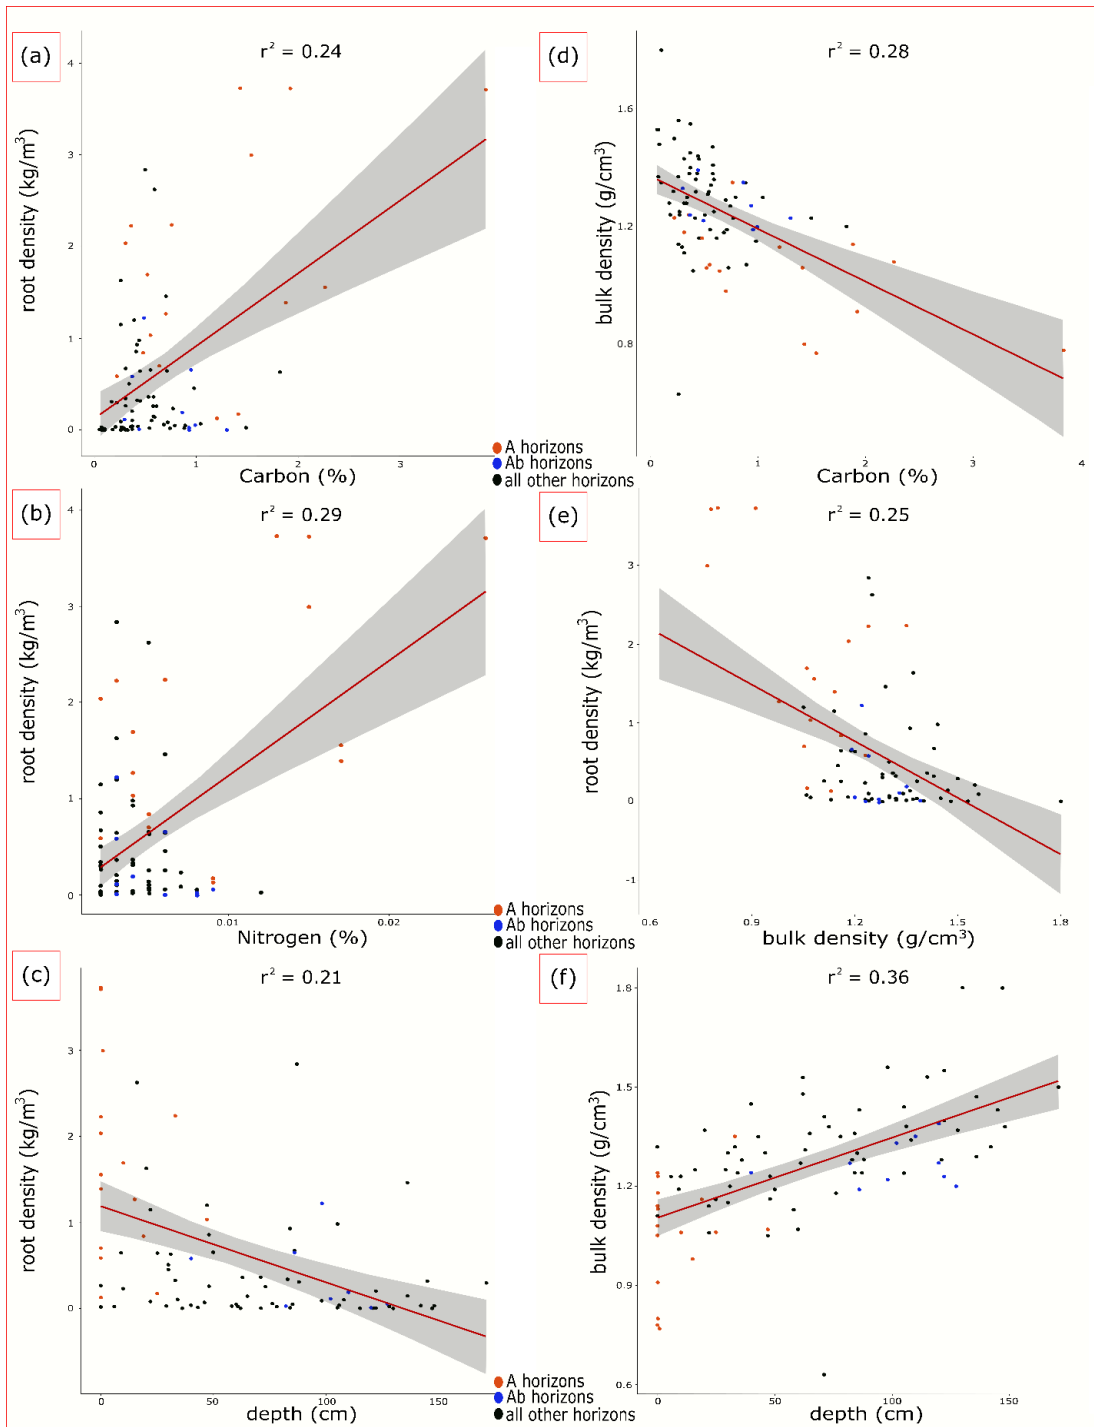 (a)
r² = 0.24
root density (kg/m³)
4
3
2
1
0
0
1
2
3
Carbon (%)
(d)
r² = 0.28
bulk density (g/cm³)
1.6
1.2
0.8
0
1
2
3
4
Carbon (%)
A horizons
Ab horizons
all other horizons
(b)
r² = 0.29
root density (kg/m³)
4
3
2
1
0
0.01
0.02
Nitrogen (%)
(e)
r² = 0.25
root density (kg/m³)
3
2
1
0
-1
0.6
0.9
1.2
1.5
1.8
bulk density (g/cm³)
A horizons
Ab horizons
all other horizons
(c)
r² = 0.21
root density (kg/m³)
3
2
1
0
0
50
100
150
depth (cm)
(f)
r² = 0.36
bulk density (g/cm³)
1.8
1.5
1.2
0.9
0.6
0
50
100
150
depth (cm)
A horizons
Ab horizons
all other horizons